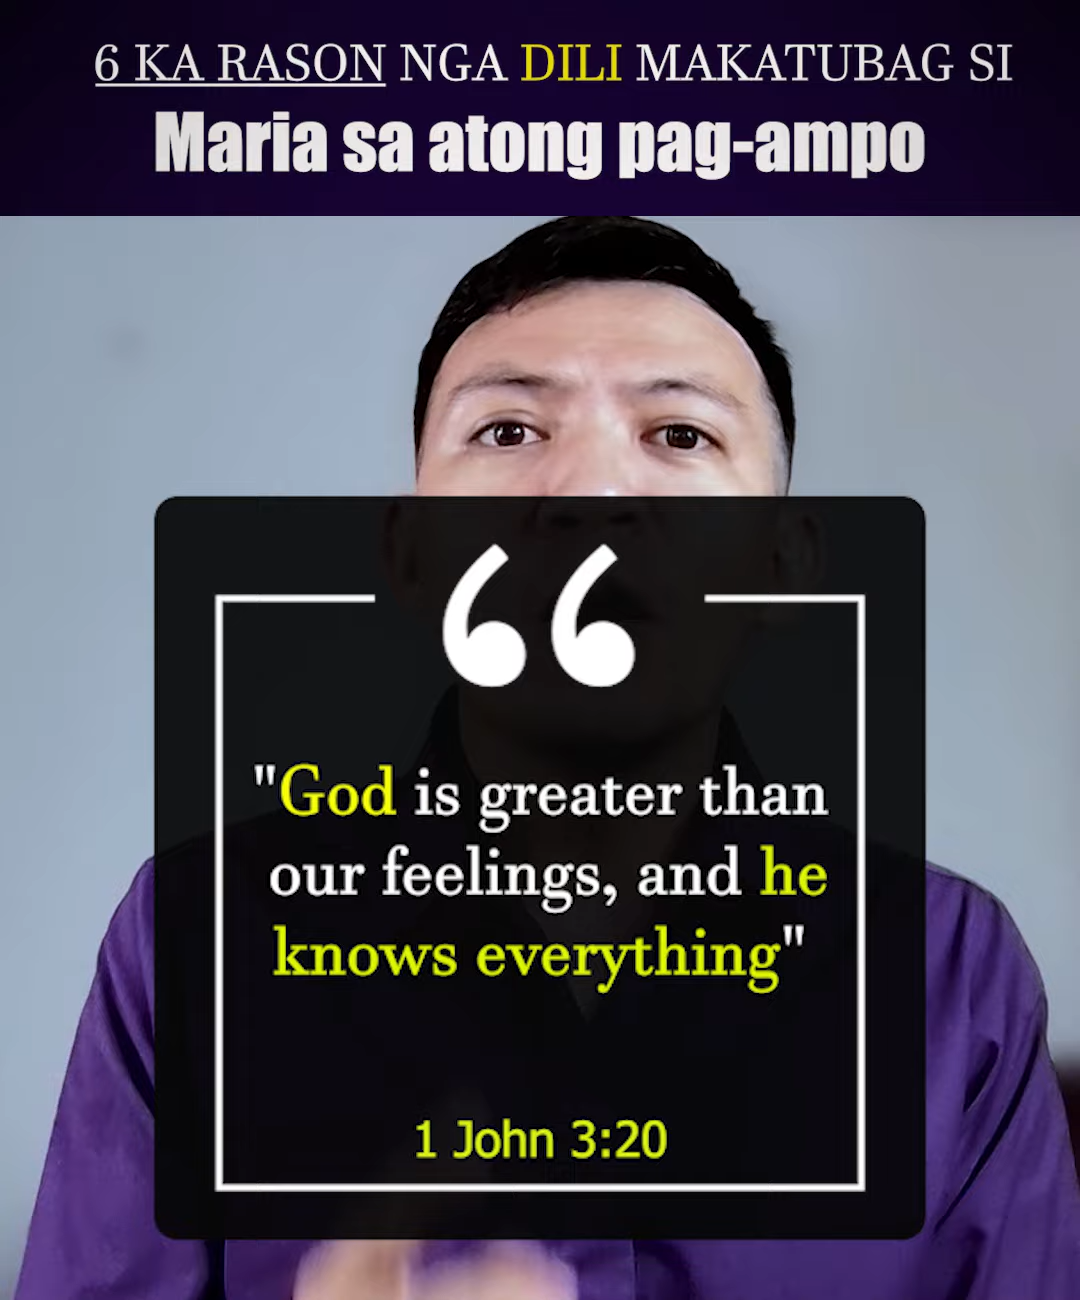 6 KA RASON NGA DILI MAKATUBAG SI
Maria sa atong pag-ampo
"God is greater than
our feelings, and he
knows everything"
1 John 3:20